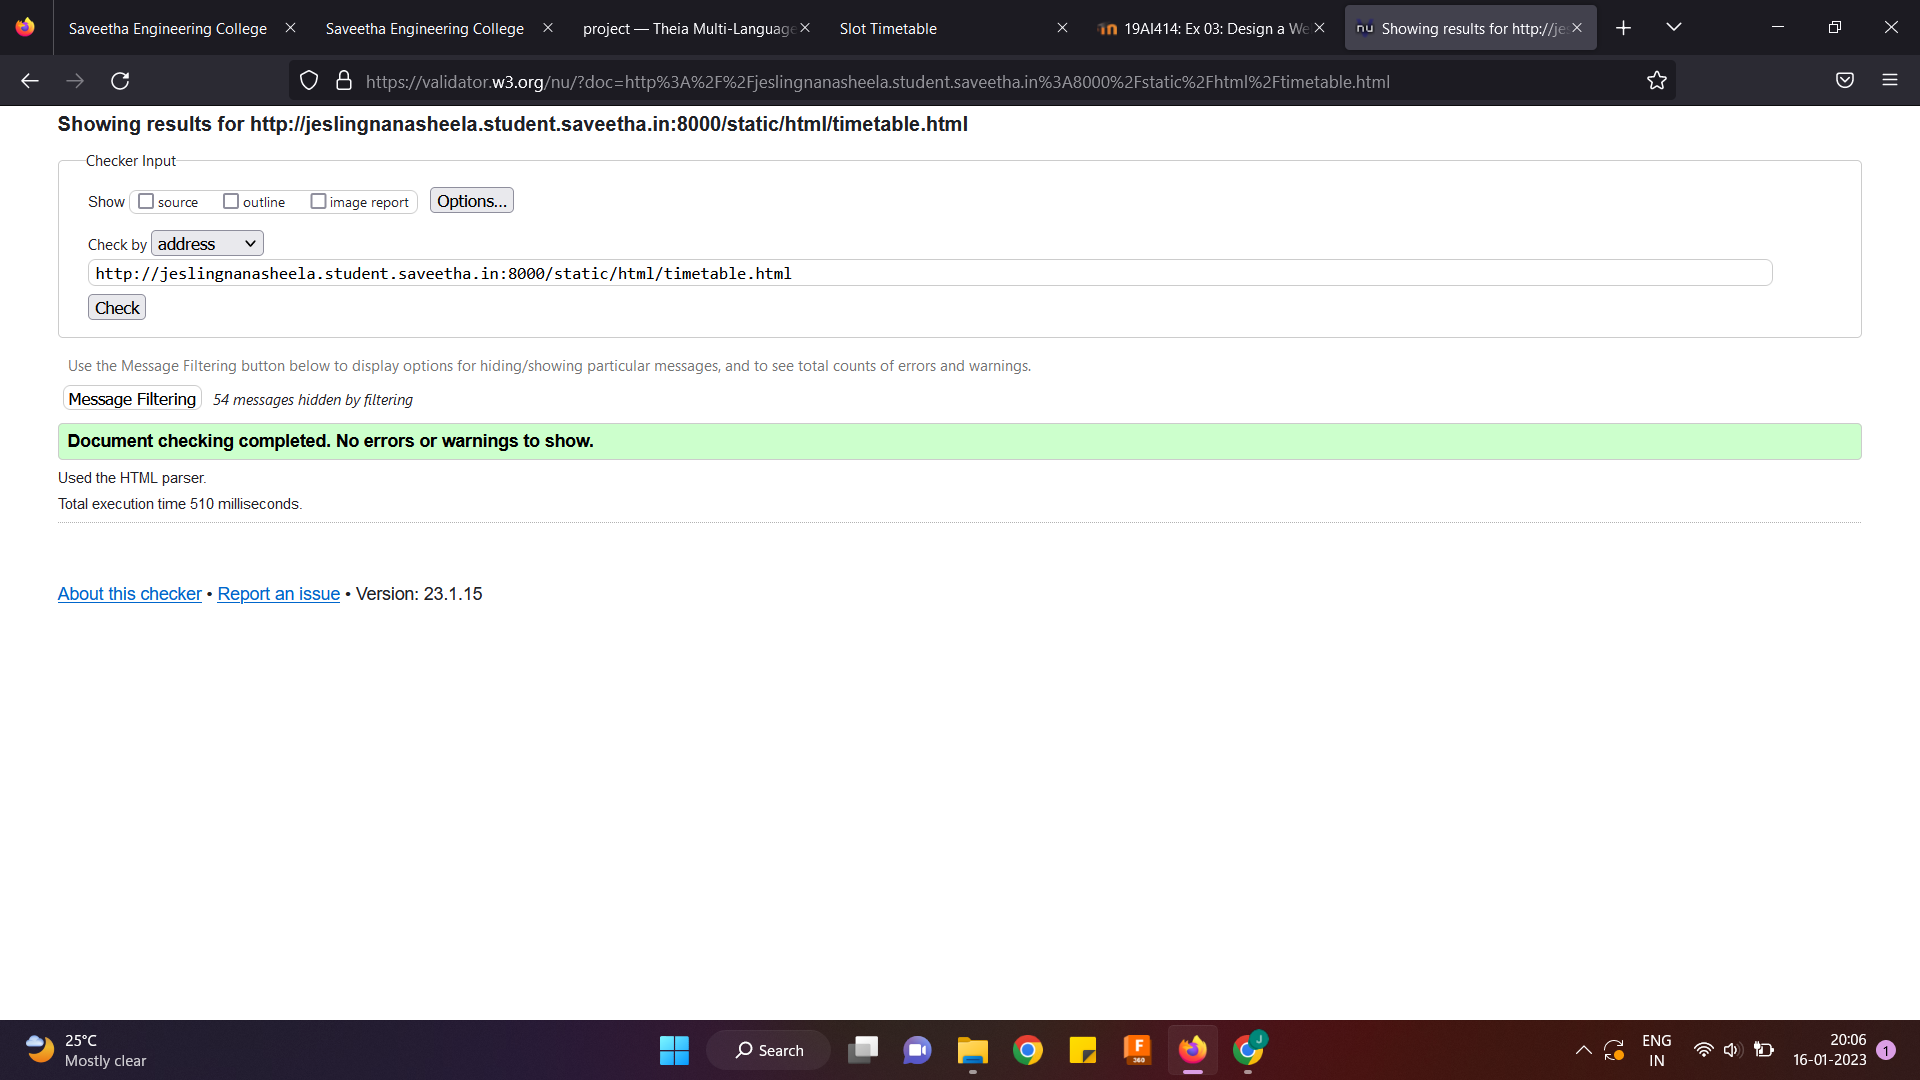 Saveetha Engineering College
Saveetha Engineering College
project — Theia Multi-Language
Slot Timetable
19AI414: Ex 03: Design a We
nu Showing results for http://je
https://validator.w3.org/nu/?doc=http%3A%2F%2Fjeslingnanasheela.student.saveetha.in%3A8000%2Fstatic%2Fhtml%2Ftimetable.html
Showing results for http://jeslingnanasheela.student.saveetha.in:8000/static/html/timetable.html
Checker Input
Show source outline image report Options...
Check by address
http://jeslingnanasheela.student.saveetha.in:8000/static/html/timetable.html
Check
Use the Message Filtering button below to display options for hiding/showing particular messages, and to see total counts of errors and warnings.
Message Filtering 54 messages hidden by filtering
Document checking completed. No errors or warnings to show.
Used the HTML parser.
Total execution time 510 milliseconds.
About this checker • Report an issue • Version: 23.1.15
25°C
Mostly clear
Search
F
360
J
ENG
IN
20:06
16-01-2023
1